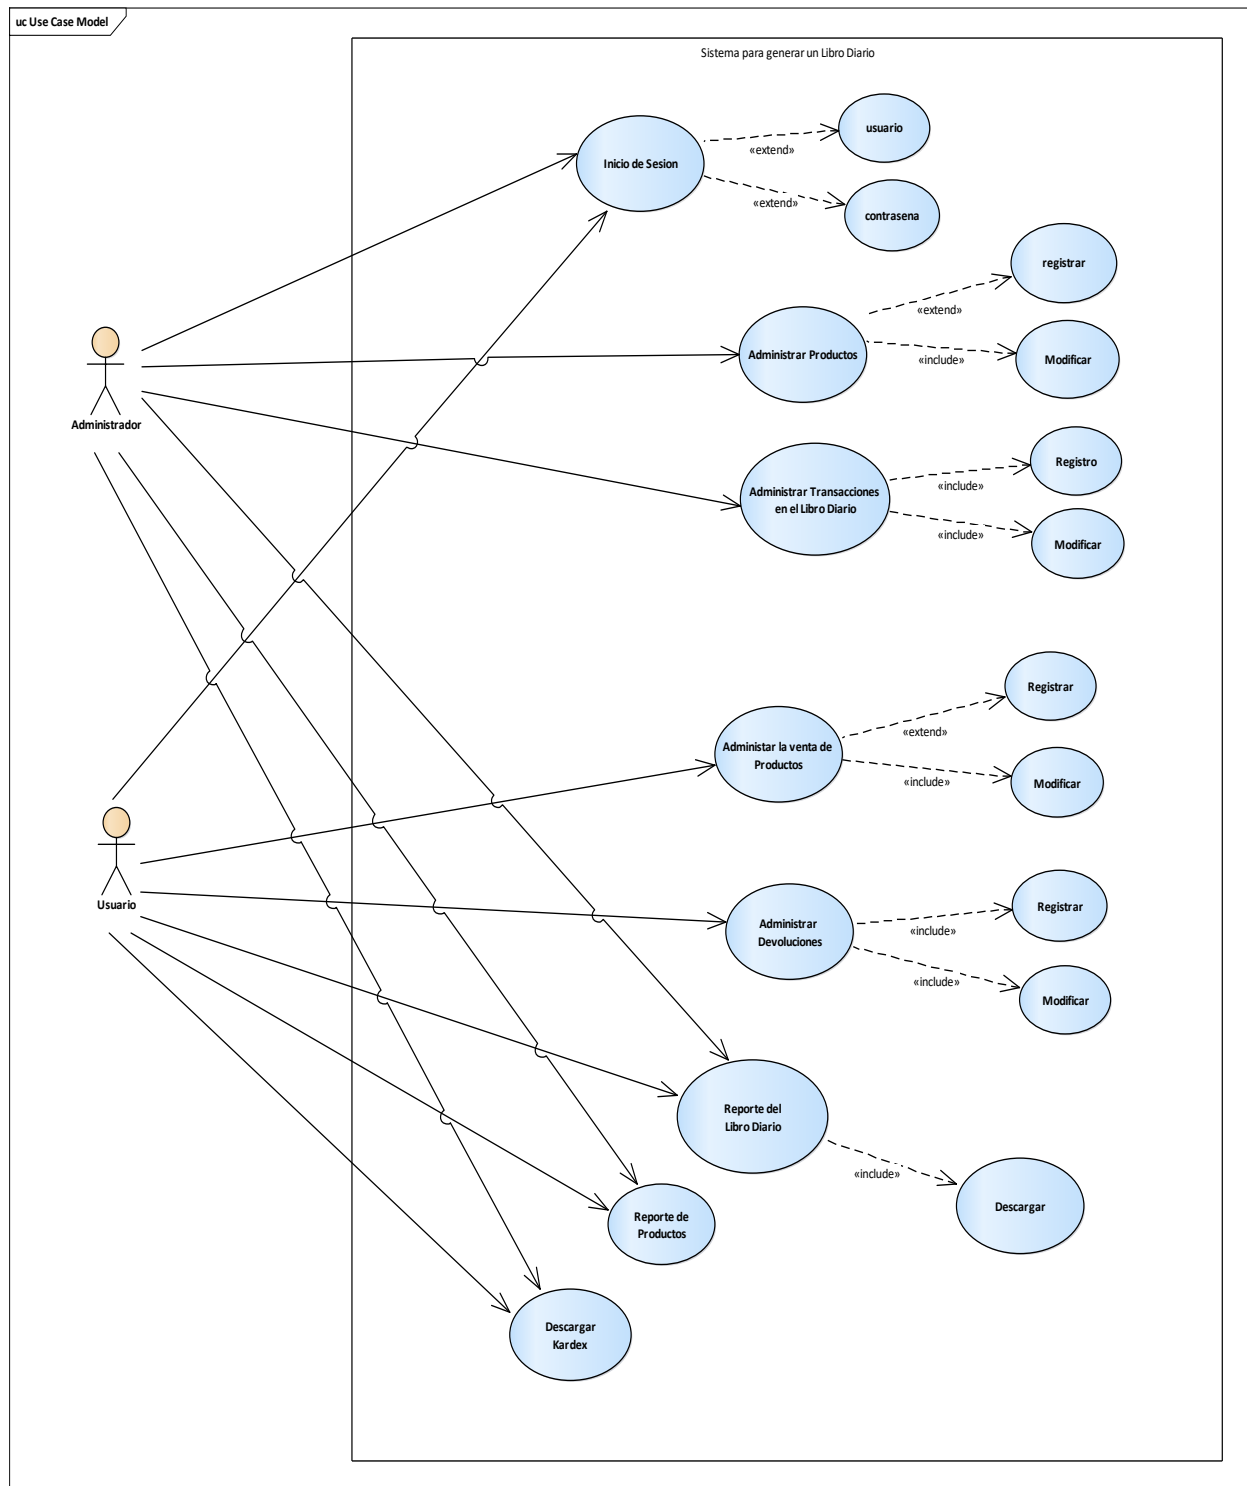 uc Use Case Model
Sistema para generar un Libro Diario
usuario
Inicio de Sesion
«extend»
«extend»
contrasena
registrar
«extend»
Administrar Productos
«include»
Modificar
Administrador
Administrar Transacciones
en el Libro Diario
Registro
«include»
«include»
Modificar
Registrar
«extend»
Administar la venta de
Productos
«include»
Modificar
Usuario
Administrar
Devoluciones
Registrar
«include»
«include»
Modificar
Reporte del
Libro Diario
«include»
Descargar
Reporte de
Productos
Descargar
Kardex